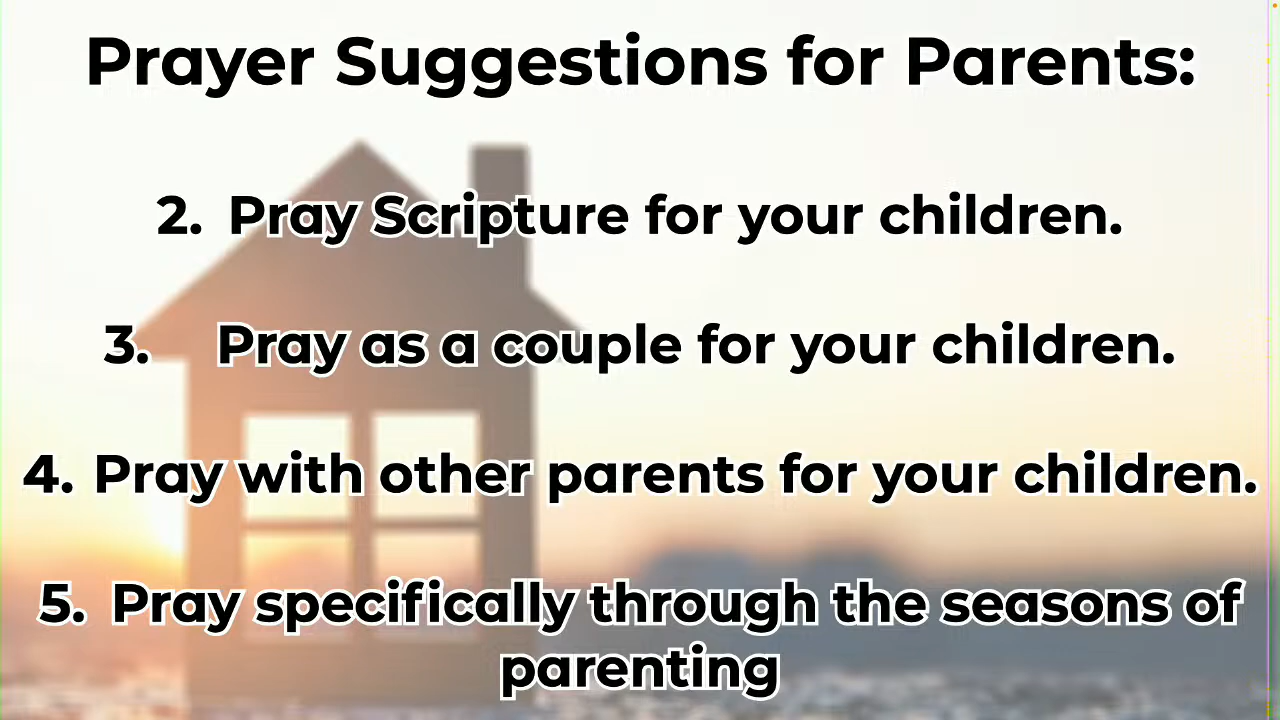 Prayer Suggestions for Parents:
2. Pray Scripture for your children.
3. Pray as a couple for your children.
4. Pray with other parents for your children.
5. Pray specifically through the seasons of
parenting